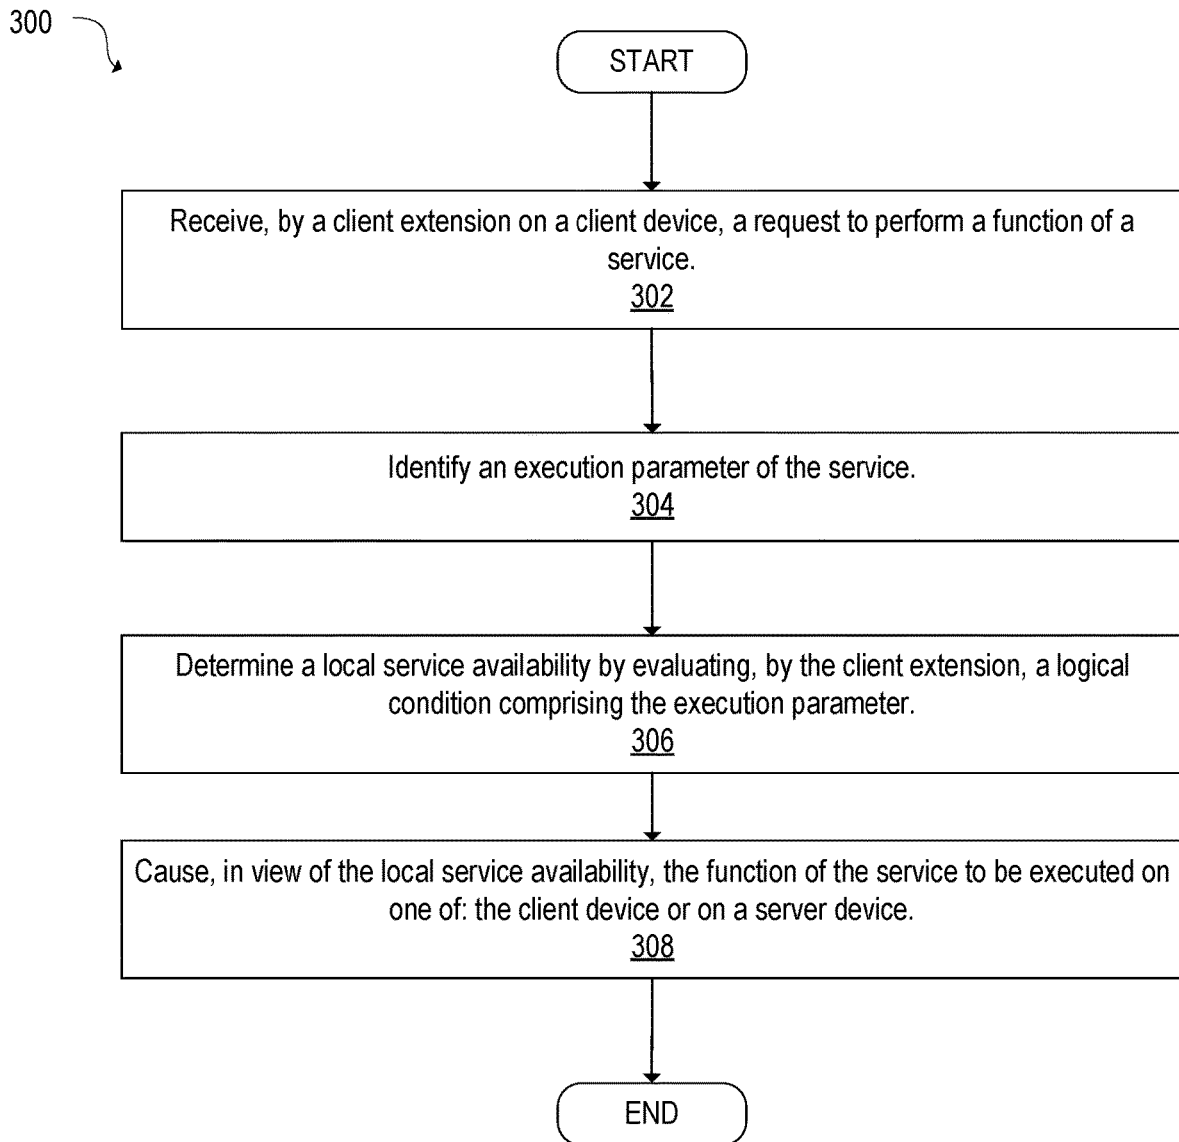 300
START
Receive, by a client extension on a client device, a request to perform a function of a
service.
302
Identify an execution parameter of the service.
304
Determine a local service availability by evaluating, by the client extension, a logical
condition comprising the execution parameter.
306
Cause, in view of the local service availability, the function of the service to be executed on
one of: the client device or on a server device.
308
END